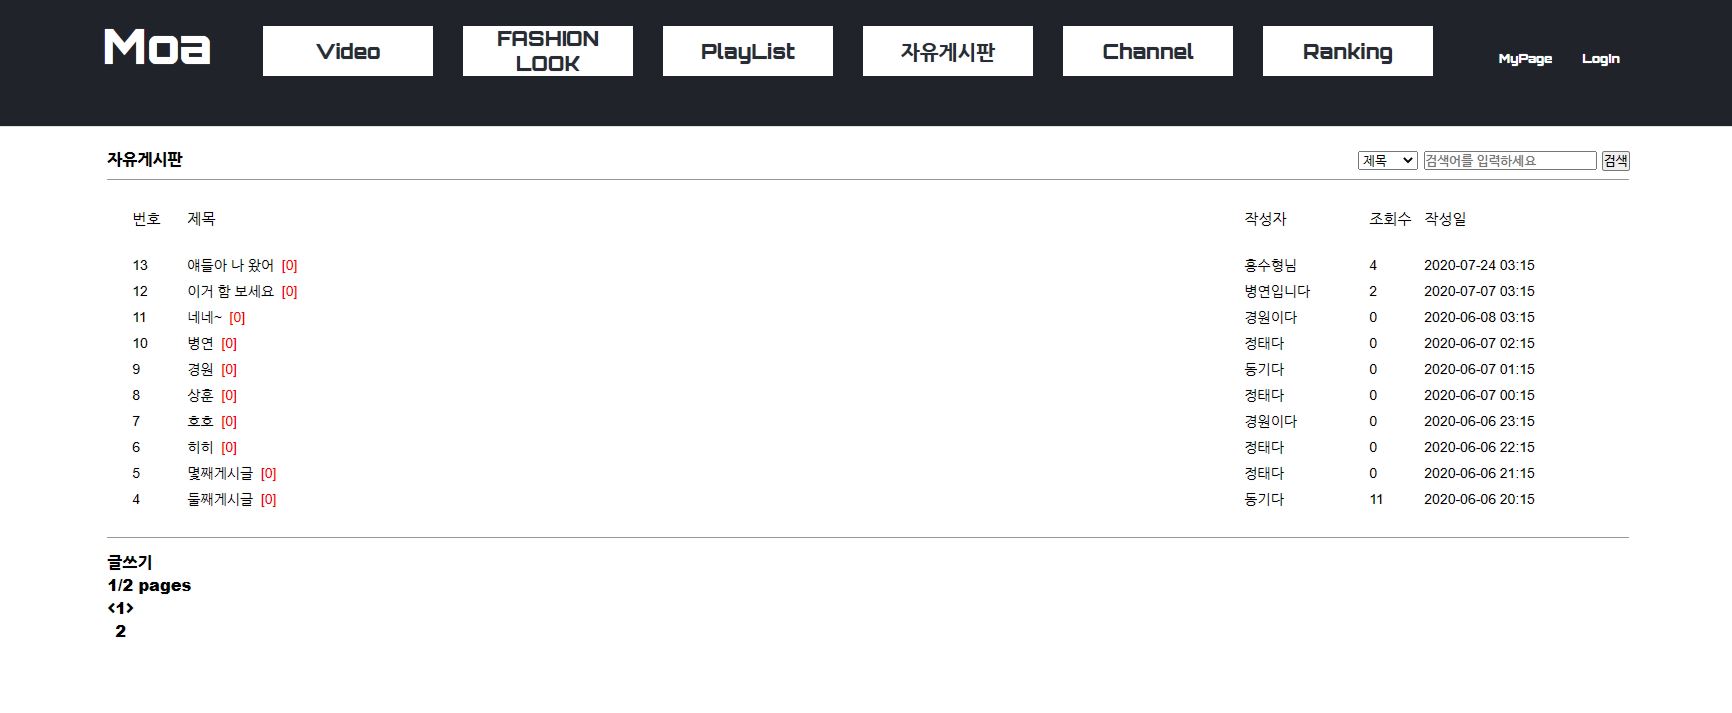 Moa
Video
FASHION
LOOK
PlayList
자유게시판
Channel
Ranking
MyPage
Login
자유게시판
제목 검색어를 입력하세요 검색
번호 제목 작성자 조회수 작성일
13 얘들아 나 왔어 [0] 홍수형님 4 2020-07-24 03:15
12 이거 함 보세요 [0] 병연입니다 2 2020-07-07 03:15
11 네네~ [0] 경원이다 0 2020-06-08 03:15
10 병연 [0] 정태다 0 2020-06-07 02:15
9 경원 [0] 동기다 0 2020-06-07 01:15
8 상훈 [0] 정태다 0 2020-06-07 00:15
7 호호 [0] 경원이다 0 2020-06-06 23:15
6 히히 [0] 정태다 0 2020-06-06 22:15
5 몇째게시글 [0] 정태다 0 2020-06-06 21:15
4 둘째게시글 [0] 동기다 11 2020-06-06 20:15
글쓰기
1/2 pages
<1>
2